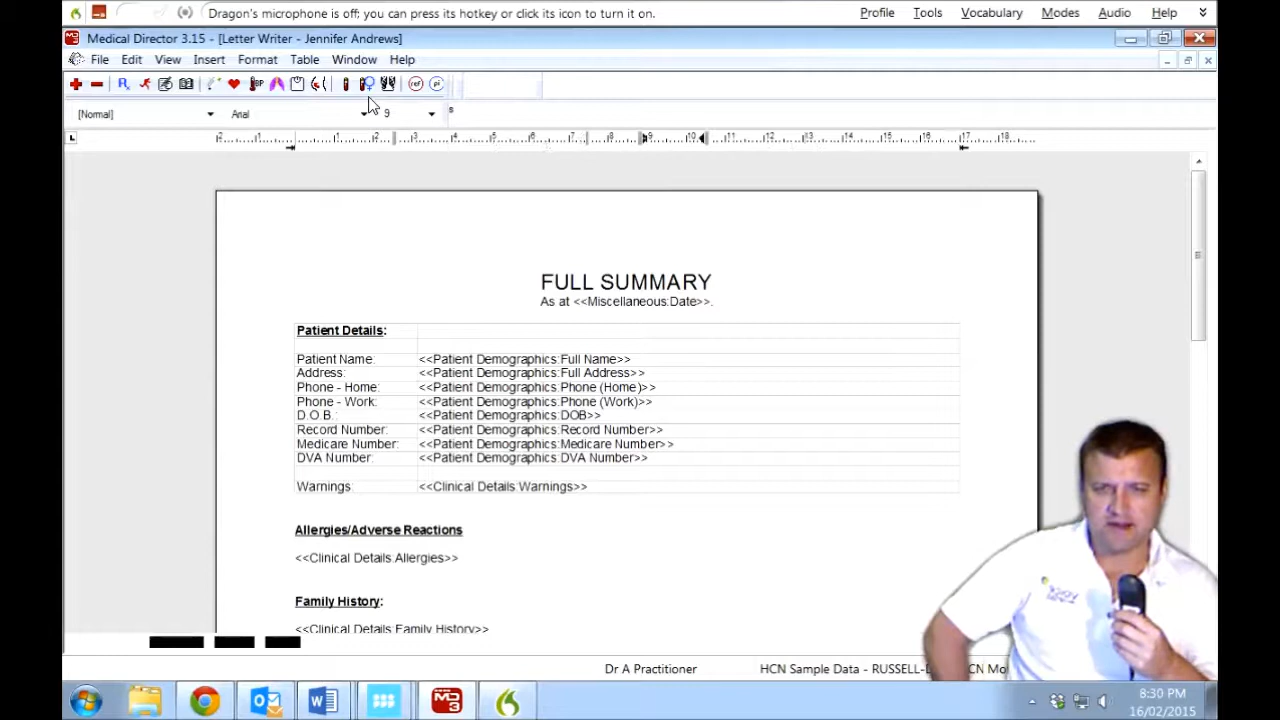 Dragon's microphone is off; you can press its hotkey or click its icon to turn it on.
Profile Tools Vocabulary Modes Audio Help
Medical Director 3.15 - [Letter Writer - Jennifer Andrews]
File Edit View Insert Format Table Window Help
[Normal] Arial 9
FULL SUMMARY
As at <<Miscellaneous:Date>>.
Patient Details:
Patient Name: <<Patient Demographics:Full Name>>
Address: <<Patient Demographics:Full Address>>
Phone - Home: <<Patient Demographics:Phone (Home)>>
Phone - Work: <<Patient Demographics:Phone (Work)>>
D.O.B.: <<Patient Demographics:DOB>>
Record Number: <<Patient Demographics:Record Number>>
Medicare Number: <<Patient Demographics:Medicare Number>>
DVA Number: <<Patient Demographics:DVA Number>>
Warnings: <<Clinical Details:Warnings>>
Allergies/Adverse Reactions
<<Clinical Details:Allergies>>
Family History:
<<Clinical Details:Family History>>
Dr A Practitioner HCN Sample Data - RUSSELL-
8:30 PM
16/02/2015